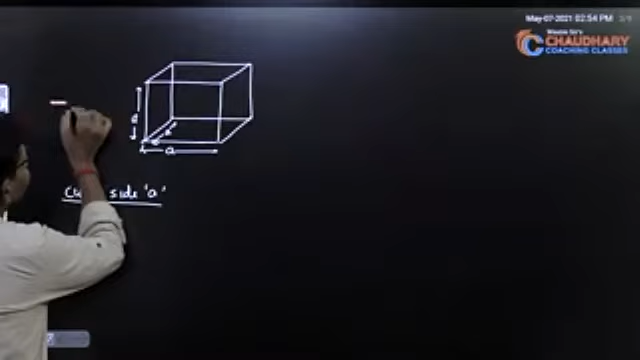 May-07-2021 02:54 PM
CHAUDHARY
COACHING CLASSES
a
a
a
side 'a'